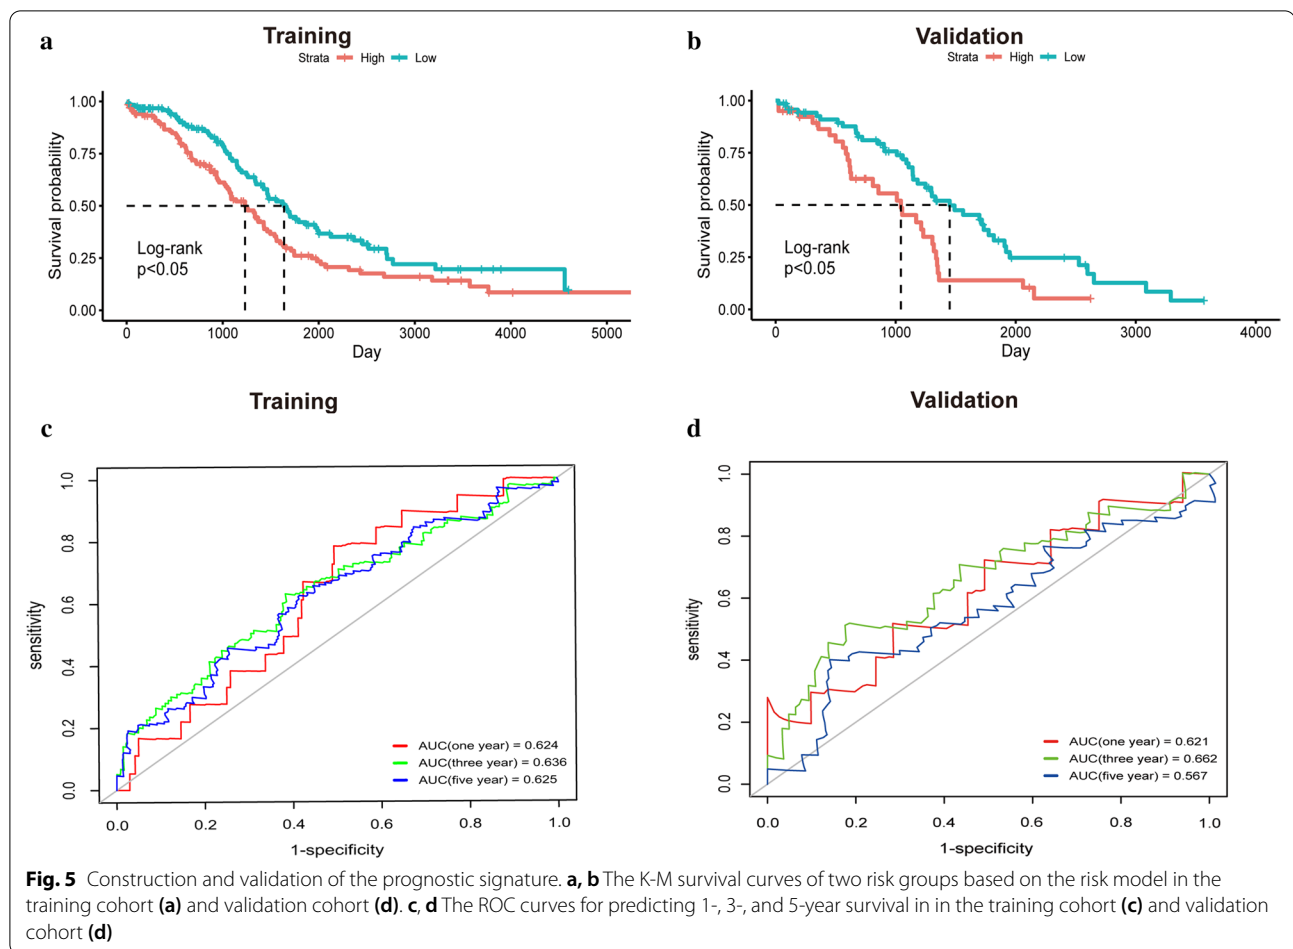 a
Training
Strata High Low
1.00
0.75
0.50
0.25
0.00
Survival probability
Log-rank
p<0.05
0 1000 2000 3000 4000 5000
Day
b
Validation
Strata High Low
1.00
0.75
0.50
0.25
0.00
Survival probability
Log-rank
p<0.05
0 1000 2000 3000 4000
Day
c
Training
1.0
0.8
0.6
0.4
0.2
0.0
sensitivity
AUC(one year) = 0.624
AUC(three year) = 0.636
AUC(five year) = 0.625
0.0 0.2 0.4 0.6 0.8 1.0
1-specificity
d
Validation
1.0
0.8
0.6
0.4
0.2
0.0
sensitivity
AUC(one year) = 0.621
AUC(three year) = 0.662
AUC(five year) = 0.567
0.0 0.2 0.4 0.6 0.8 1.0
1-specificity
Fig. 5 Construction and validation of the prognostic signature. a, b The K-M survival curves of two risk groups based on the risk model in the
training cohort (a) and validation cohort (d). c, d The ROC curves for predicting 1-, 3-, and 5-year survival in in the training cohort (c) and validation
cohort (d)